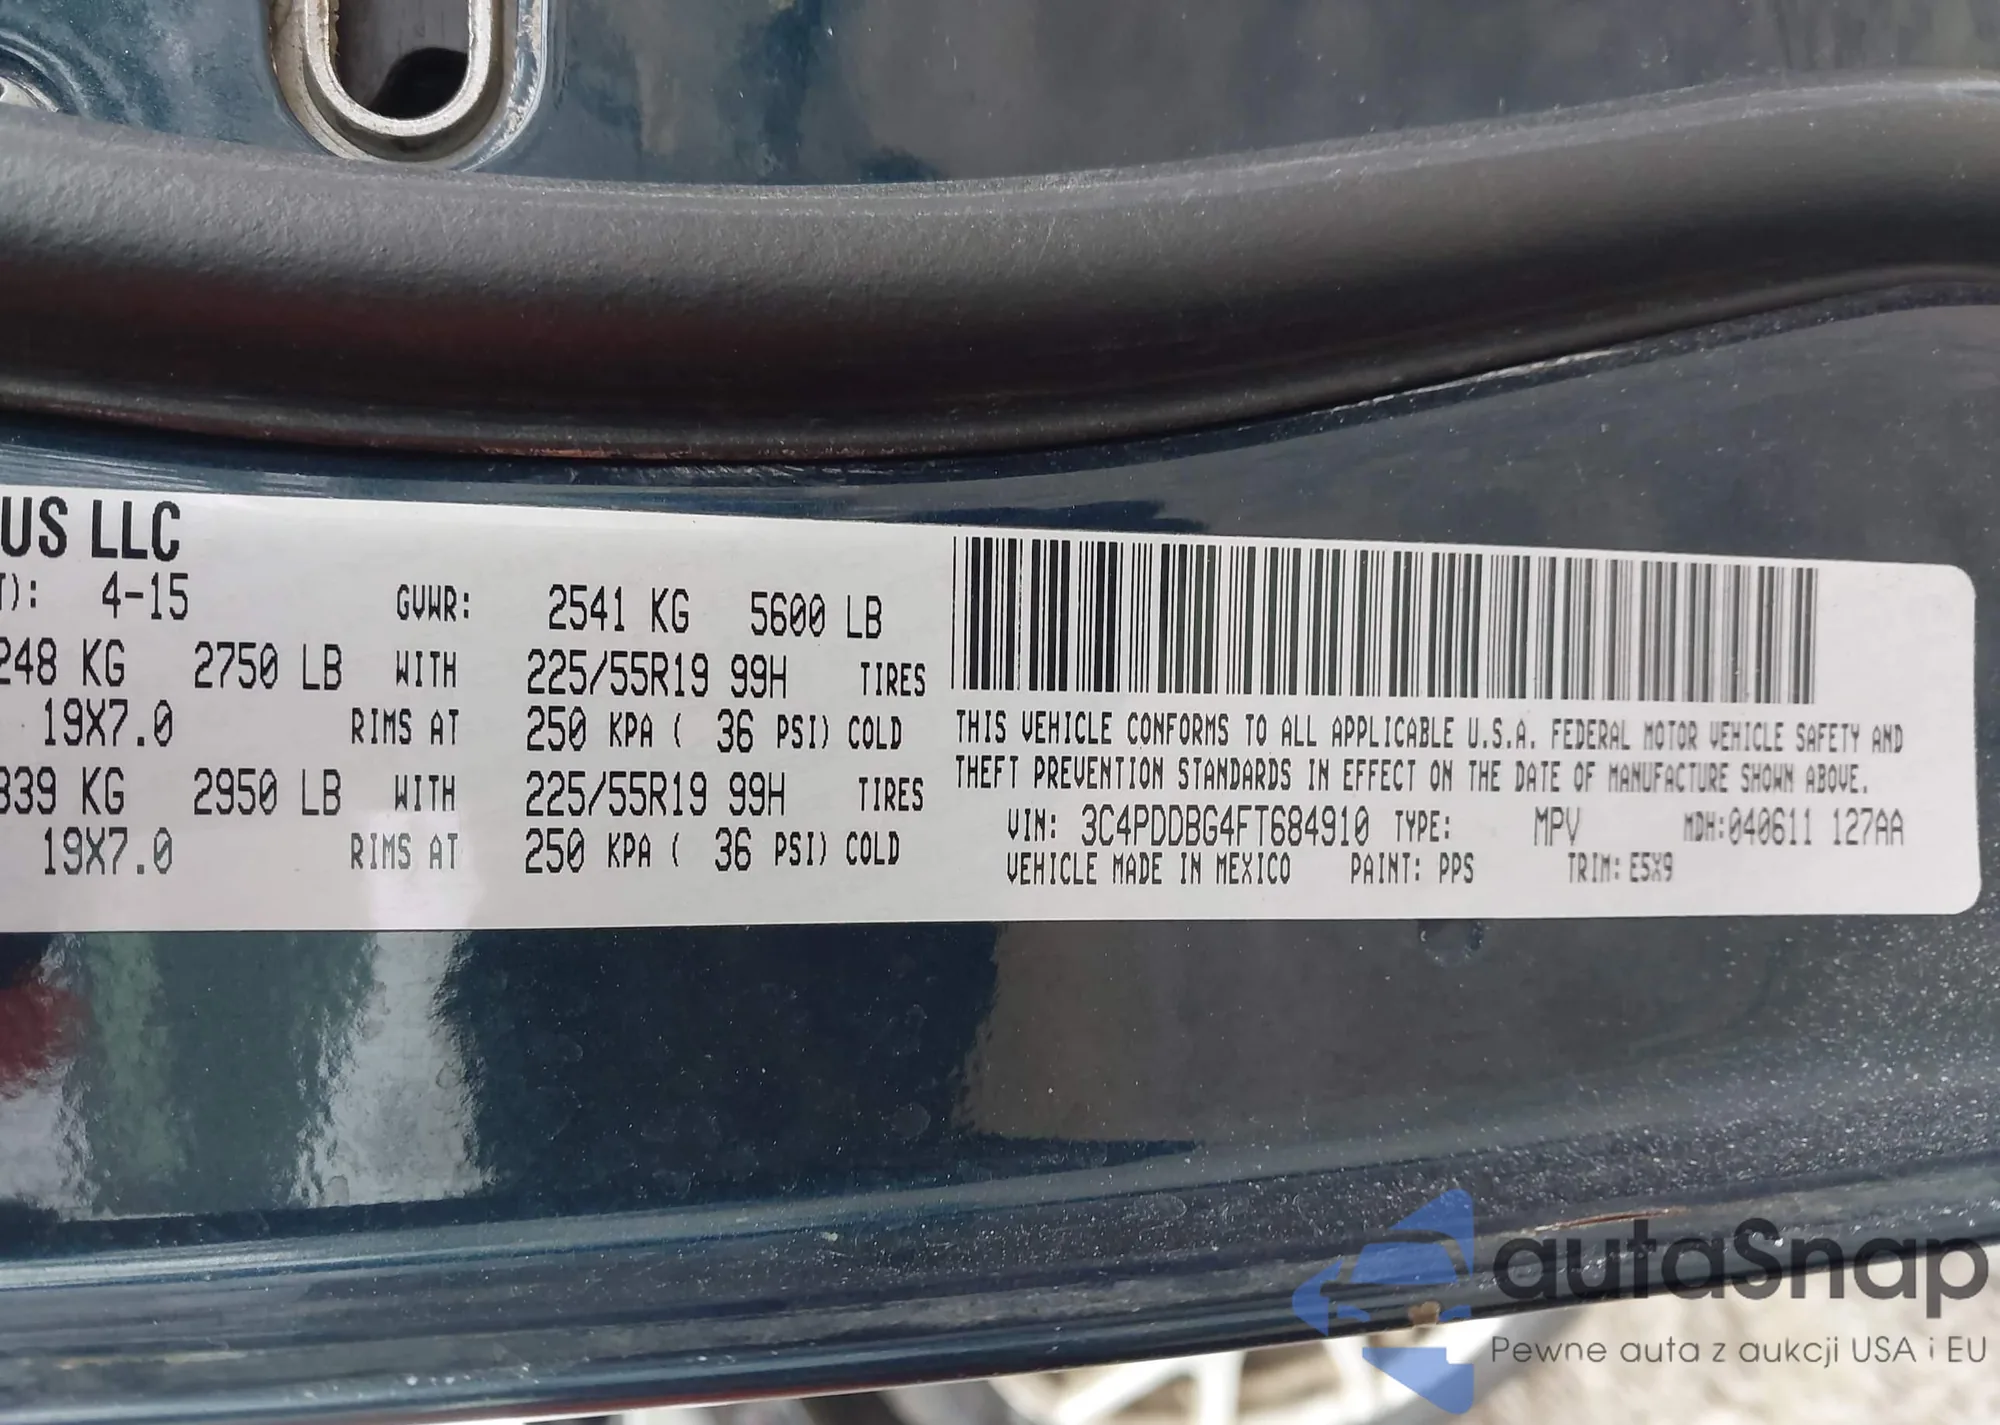 US LLC
T): 4-15 GVWR: 2541 KG 5600 LB
248 KG 2750 LB WITH 225/55R19 99H TIRES
19X7.0 RIMS AT 250 KPA ( 36 PSI) COLD
339 KG 2950 LB WITH 225/55R19 99H TIRES
19X7.0 RIMS AT 250 KPA ( 36 PSI) COLD
THIS VEHICLE CONFORMS TO ALL APPLICABLE U.S.A. FEDERAL MOTOR VEHICLE SAFETY AND
THEFT PREVENTION STANDARDS IN EFFECT ON THE DATE OF MANUFACTURE SHOWN ABOVE.
VIN: 3C4PDDBG4FT684910 TYPE: MPV MDH:040611 127AA
VEHICLE MADE IN MEXICO PAINT: PPS TRIM: E5X9
autaSnap
Pewne auta z aukcji USA i EU